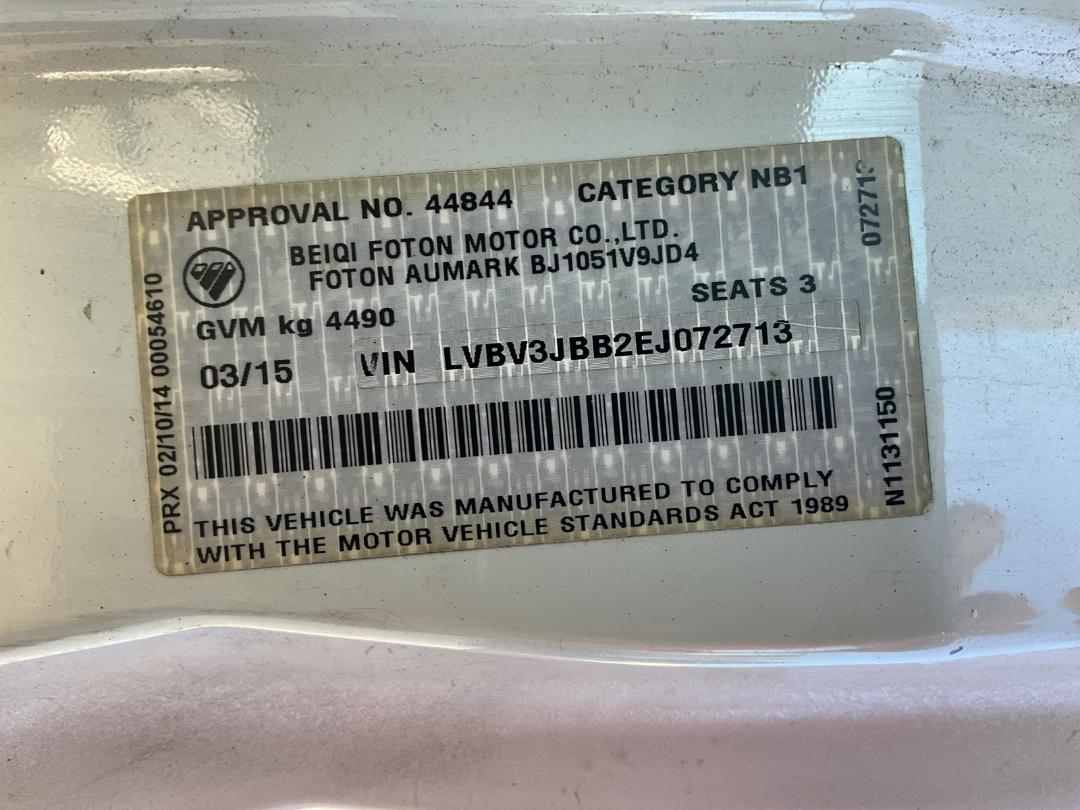 APPROVAL NO. 44844 CATEGORY NB1
BEIQI FOTON MOTOR CO.,LTD.
FOTON AUMARK BJ1051V9JD4
SEATS 3
GVM kg 4490
03/15 VIN LVBV3JBB2EJ072713
THIS VEHICLE WAS MANUFACTURED TO COMPLY
WITH THE MOTOR VEHICLE STANDARDS ACT 1989
PRX 02/10/14 00054610
072713
N1131150